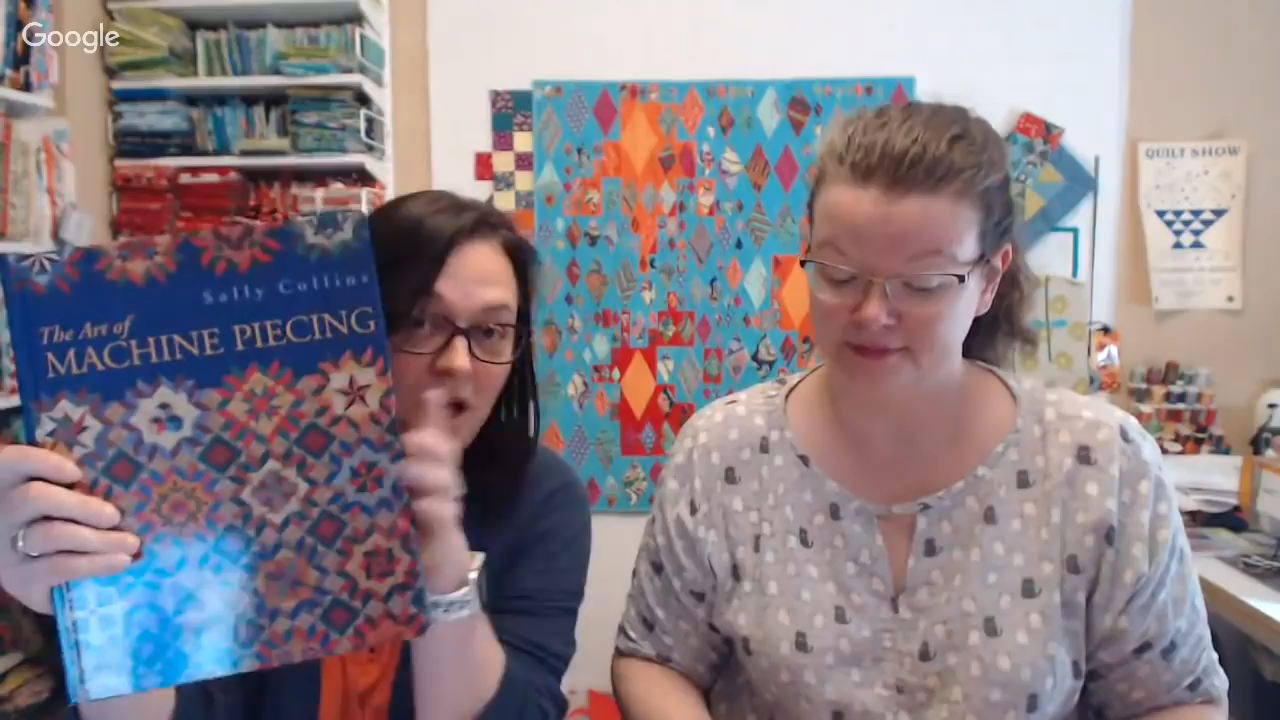 Google
QUILT SHOW
Sally Collins
The Art of
MACHINE PIECING